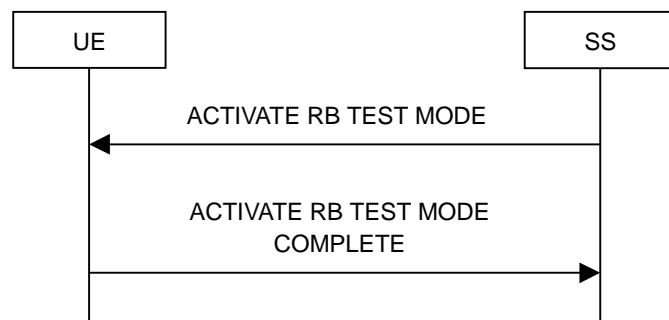 UE
SS
ACTIVATE RB TEST MODE
ACTIVATE RB TEST MODE
COMPLETE